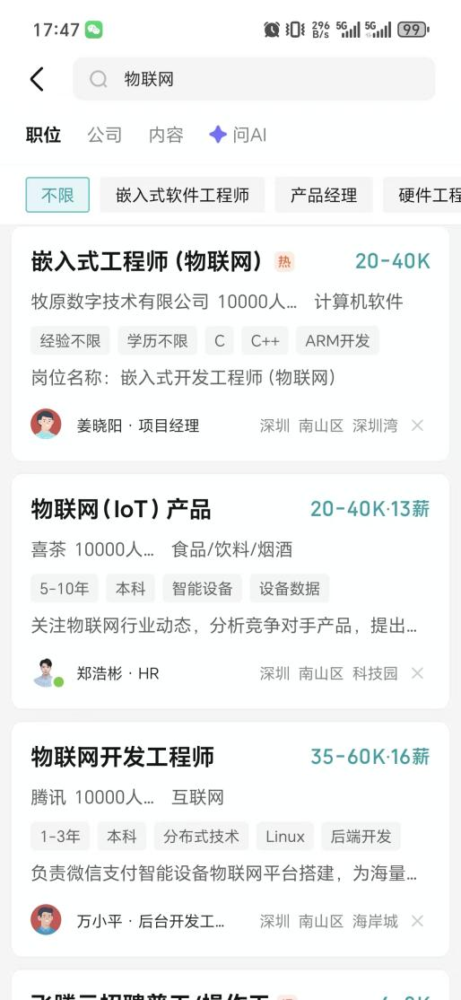 17:47 296 B/s 5G 5G 99
物联网
职位 公司 内容 问AI
不限 嵌入式软件工程师 产品经理 硬件工程
嵌入式工程师 (物联网) 热 20-40K
牧原数字技术有限公司 10000人... 计算机软件
经验不限 学历不限 C C++ ARM开发
岗位名称：嵌入式开发工程师 (物联网)
姜晓阳 · 项目经理 深圳 南山区 深圳湾
物联网 (IoT) 产品 20-40K·13薪
喜茶 10000人... 食品/饮料/烟酒
5-10年 本科 智能设备 设备数据
关注物联网行业动态，分析竞争对手产品，提出...
郑浩彬 · HR 深圳 南山区 科技园
物联网开发工程师 35-60K·16薪
腾讯 10000人... 互联网
1-3年 本科 分布式技术 Linux 后端开发
负责微信支付智能设备物联网平台搭建，为海量...
万小平 · 后台开发工... 深圳 南山区 海岸城